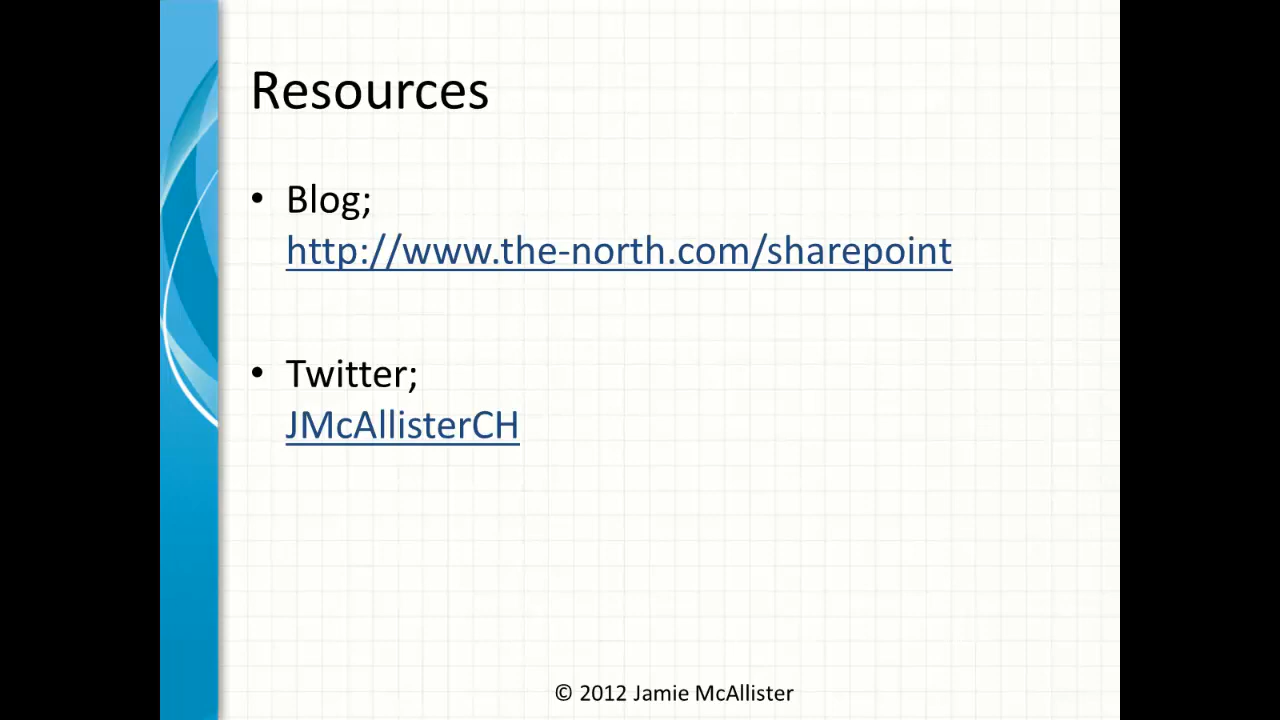 Resources
• Blog;
http://www.the-north.com/sharepoint
• Twitter;
JMcAllisterCH
© 2012 Jamie McAllister